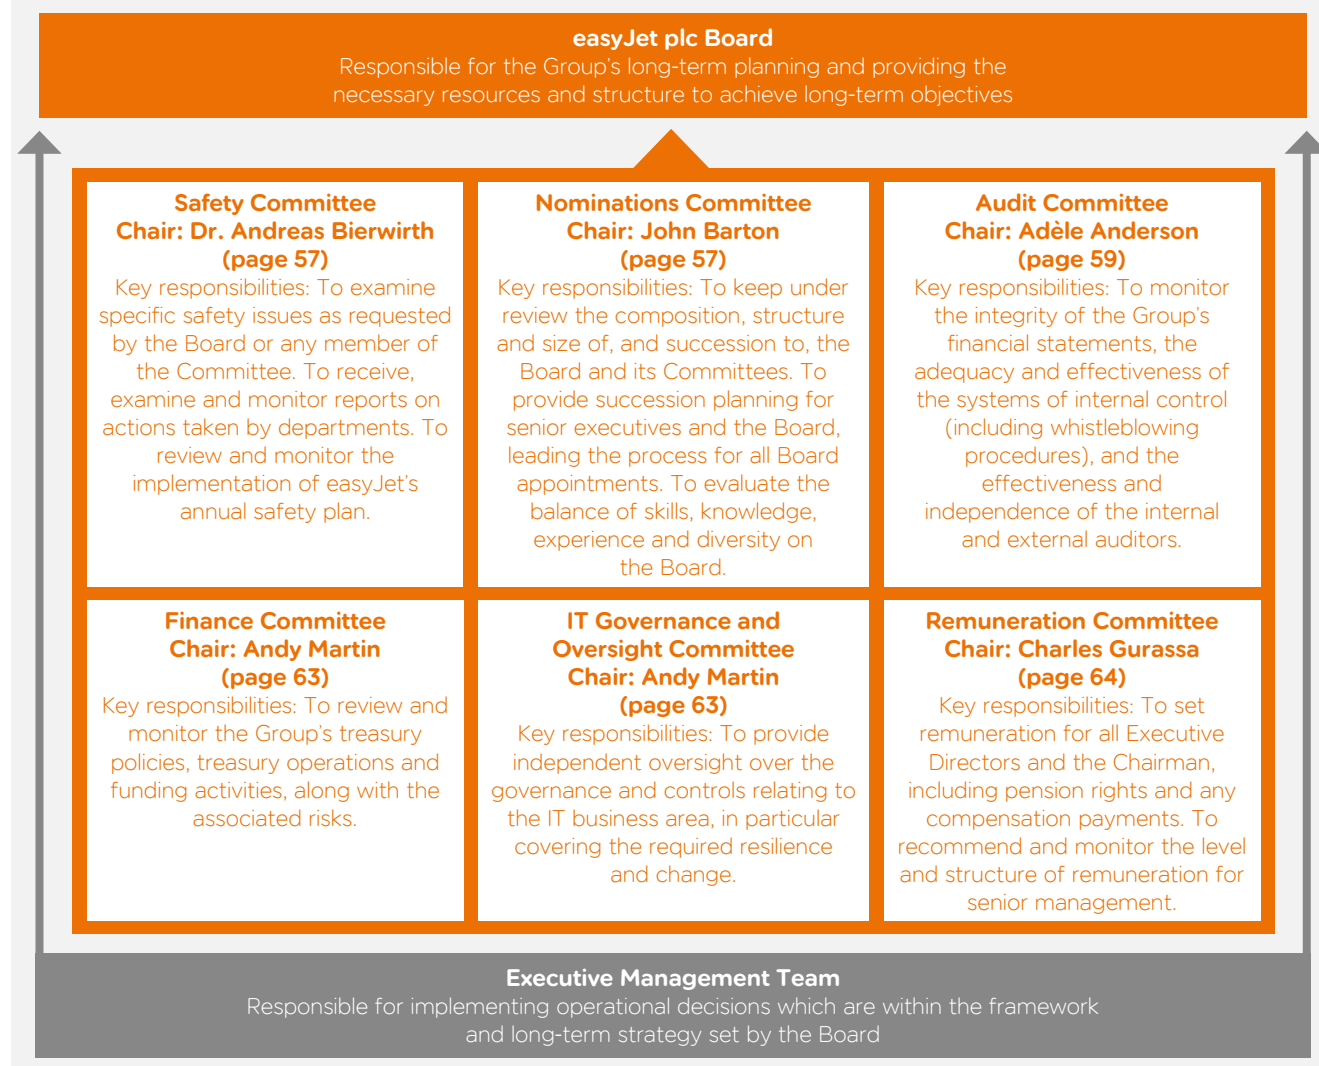 easyJet plc Board
Responsible for the Group's long-term planning and providing the
necessary resources and structure to achieve long-term objectives
Safety Committee
Chair: Dr. Andreas Bierwirth
(page 57)
Key responsibilities: To examine
specific safety issues as requested
by the Board or any member of
the Committee. To receive,
examine and monitor reports on
actions taken by departments. To
review and monitor the
implementation of easyJet's
annual safety plan.
Nominations Committee
Chair: John Barton
(page 57)
Key responsibilities: To keep under
review the composition, structure
and size of, and succession to, the
Board and its Committees. To
provide succession planning for
senior executives and the Board,
leading the process for all Board
appointments. To evaluate the
balance of skills, knowledge,
experience and diversity on
the Board.
Audit Committee
Chair: Adèle Anderson
(page 59)
Key responsibilities: To monitor
the integrity of the Group's
financial statements, the
adequacy and effectiveness of
the systems of internal control
(including whistleblowing
procedures), and the
effectiveness and
independence of the internal
and external auditors.
Finance Committee
Chair: Andy Martin
(page 63)
Key responsibilities: To review and
monitor the Group's treasury
policies, treasury operations and
funding activities, along with the
associated risks.
IT Governance and
Oversight Committee
Chair: Andy Martin
(page 63)
Key responsibilities: To provide
independent oversight over the
governance and controls relating to
the IT business area, in particular
covering the required resilience
and change.
Remuneration Committee
Chair: Charles Gurassa
(page 64)
Key responsibilities: To set
remuneration for all Executive
Directors and the Chairman,
including pension rights and any
compensation payments. To
recommend and monitor the level
and structure of remuneration for
senior management.
Executive Management Team
Responsible for implementing operational decisions which are within the framework
and long-term strategy set by the Board